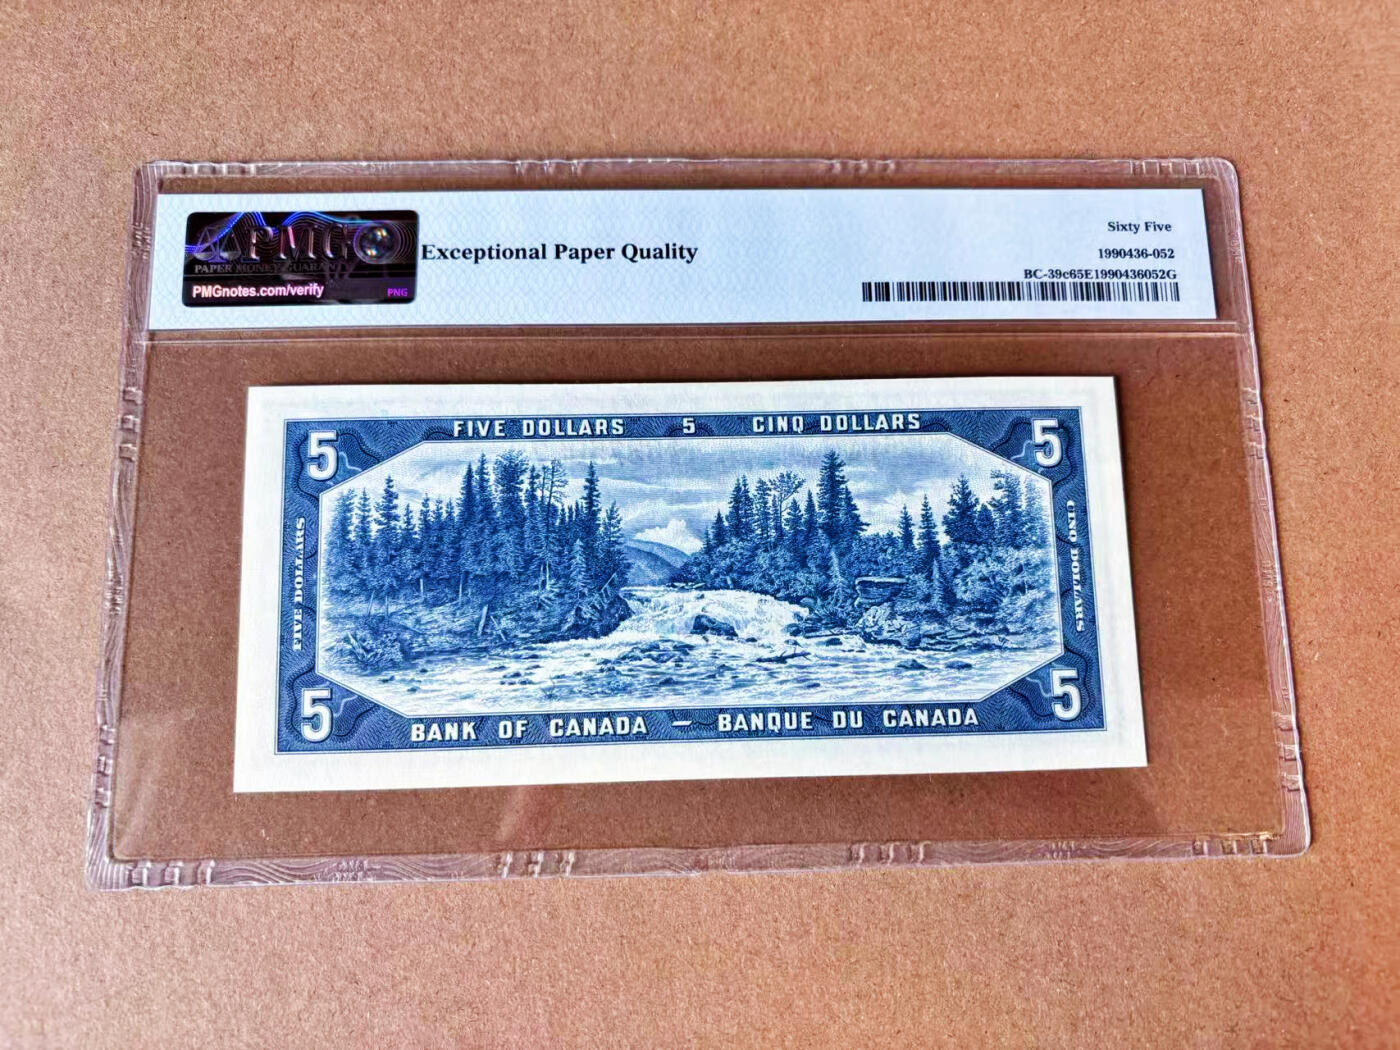 PMG
PAPER MONEY GUARANTY
PMGnotes.com/verify
PNG
Exceptional Paper Quality
Sixty Five
1990436-052
BC-39c65E1990436052G
FIVE DOLLARS 5 CINQ DOLLARS
5
5
FIVE DOLLARS
CINQ DOLLARS
5
5
BANK OF CANADA – BANQUE DU CANADA